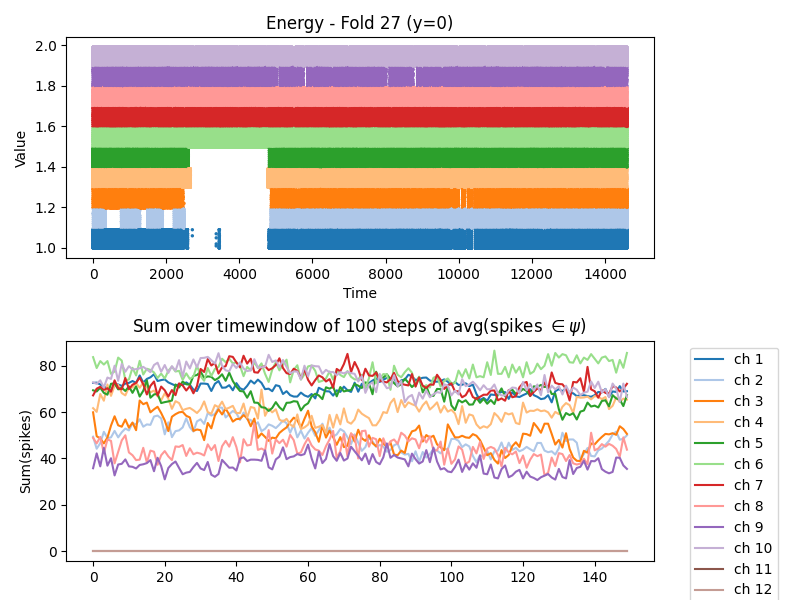 Energy - Fold 27 (y=0)
2.0
1.8
1.6
1.4
1.2
1.0
Value
0 2000 4000 6000 8000 10000 12000 14000
Time
Sum over timewindow of 100 steps of avg(spikes ∈ ψ)
80
60
40
20
0
Sum(spikes)
0 20 40 60 80 100 120 140
ch 1
ch 2
ch 3
ch 4
ch 5
ch 6
ch 7
ch 8
ch 9
ch 10
ch 11
ch 12